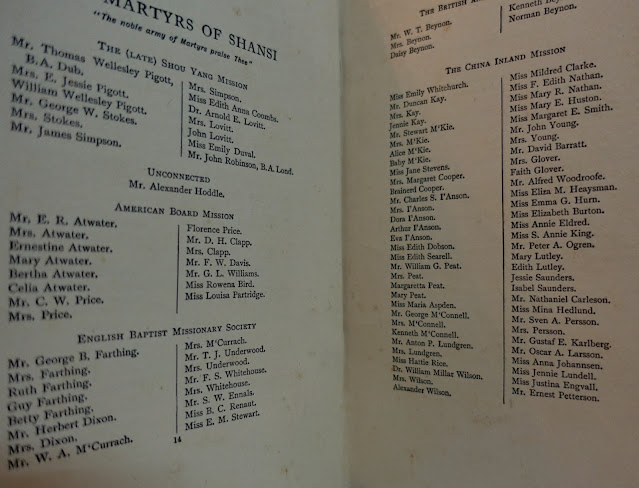 MARTYRS OF SHANSI
"The noble army of Martyrs praise Thee"
THE (LATE) SHOU YANG MISSION
Mr. Thomas Wellesley Pigott,
B.A. Dub.
Mrs. E. Jessie Pigott.
William Wellesley Pigott.
Mr. George W. Stokes.
Mrs. Stokes.
Mr. James Simpson.
Mrs. Simpson.
Miss Edith Anna Coombs.
Dr. Arnold E. Lovitt.
Mrs. Lovitt.
John Lovitt.
Miss Emily Duval.
Mr. John Robinson, B.A. Lond.
UNCONNECTED
Mr. Alexander Hoddle.
AMERICAN BOARD MISSION
Mr. E. R. Atwater.
Mrs. Atwater.
Ernestine Atwater.
Mary Atwater.
Bertha Atwater.
Celia Atwater.
Mr. C. W. Price.
Mrs. Price.
Florence Price.
Mr. D. H. Clapp.
Mrs. Clapp.
Mr. F. W. Davis.
Mr. G. L. Williams.
Miss Rowena Bird.
Miss Louisa Partridge.
ENGLISH BAPTIST MISSIONARY SOCIETY
Mr. George B. Farthing.
Mrs. Farthing.
Ruth Farthing.
Guy Farthing.
Betty Farthing.
Mr. Herbert Dixon.
Mrs. Dixon.
Mr. W. A. M'Currach.
Mrs. M'Currach.
Mr. T. J. Underwood.
Mrs. Underwood.
Mr. F. S. Whitehouse.
Mrs. Whitehouse.
Mr. S. W. Ennals.
Miss B. C. Renaut.
Miss E. M. Stewart.
14
THE BRITISH
Mr. W. T. Beynon.
Mrs. Beynon.
Daisy Beynon.
Kenneth
Norman Beynon.
THE CHINA INLAND MISSION
Miss Emily Whitchurch.
Mr. Duncan Kay.
Mrs. Kay.
Jennie Kay.
Mr. Stewart M'Kie.
Mrs. M'Kie.
Alice M'Kie.
Baby M'Kie.
Miss Jane Stevens.
Mrs. Margaret Cooper.
Brainerd Cooper.
Mr. Charles S. I'Anson.
Mrs. I'Anson.
Dora I'Anson.
Arthur I'Anson.
Eva I'Anson.
Miss Edith Dobson.
Miss Edith Searell.
Mr. William G. Peat.
Mrs. Peat.
Margaretta Peat.
Mary Peat.
Miss Maria Aspden.
Mr. George M'Connell.
Mrs. M'Connell.
Kenneth M'Connell.
Mr. Anton P. Lundgren.
Mrs. Lundgren.
Miss Hattie Rice.
Dr. William Millar Wilson.
Mrs. Wilson.
Alexander Wilson.
Miss Mildred Clarke.
Miss F. Edith Nathan.
Miss Mary R. Nathan.
Miss Mary E. Huston.
Miss Margaret E. Smith.
Mr. John Young.
Mrs. Young.
Mr. David Barratt.
Mrs. Glover.
Faith Glover.
Mr. Alfred Woodroofe.
Miss Eliza M. Heaysman.
Miss Emma G. Hurn.
Miss Elizabeth Burton.
Miss Annie Eldred.
Miss S. Annie King.
Mr. Peter A. Ogren.
Mary Lutley.
Edith Lutley.
Jessie Saunders.
Isabel Saunders.
Mr. Nathaniel Carleson.
Miss Mina Hedlund.
Mr. Sven A. Persson.
Mrs. Persson.
Mr. Gustaf E. Karlberg.
Mr. Oscar A. Larsson.
Miss Anna Johannsen.
Miss Jennie Lundell.
Miss Justina Engvall.
Mr. Ernest Petterson.